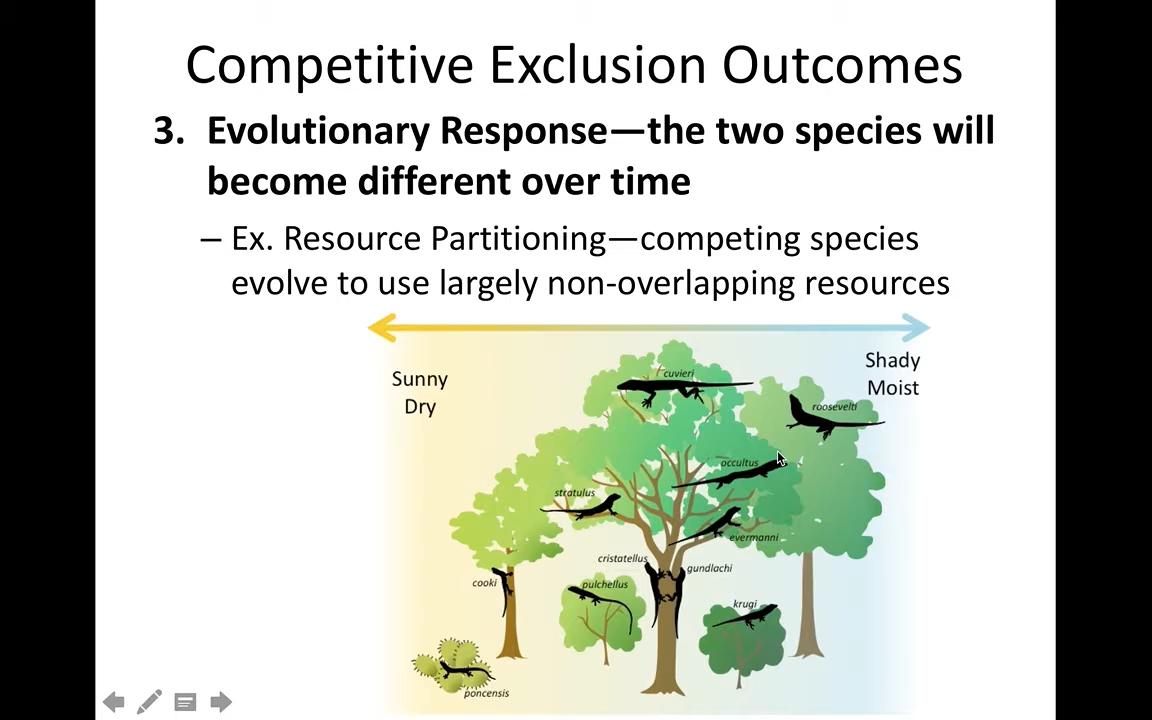 Competitive Exclusion Outcomes
3. Evolutionary Response—the two species will
become different over time
– Ex. Resource Partitioning—competing species
evolve to use largely non-overlapping resources
Sunny
Dry
Shady
Moist
cuvieri
roosevelti
occultus
stratulus
evermanni
cristatellus
gundlachi
cooki
pulchellus
krugi
poncensis